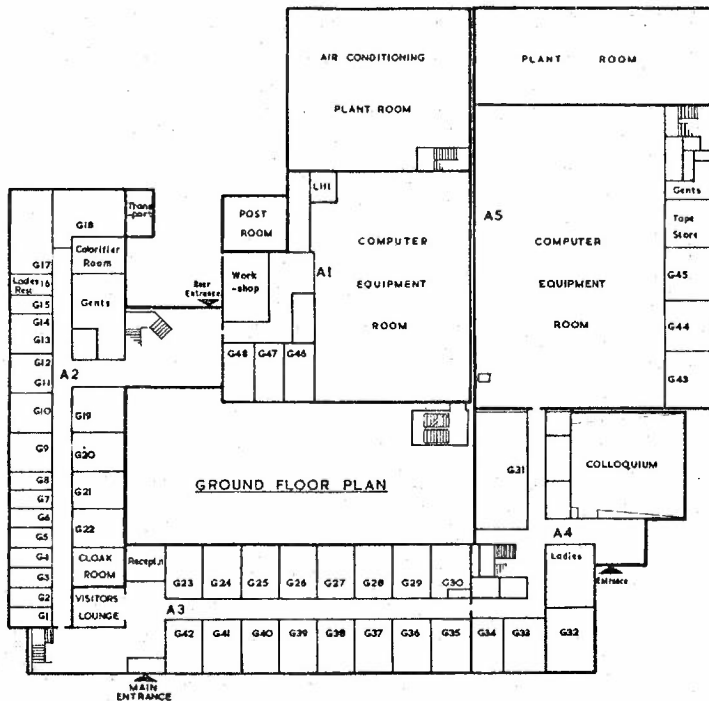 AIR CONDITIONING
PLANT ROOM
PLANT ROOM
LHI
POST
ROOM
COMPUTER
EQUIPMENT
ROOM
A1
A5
COMPUTER
EQUIPMENT
ROOM
Gents
Tape
Store
G45
G44
G43
G18
Trans
port
Calorifier
Room
Gents
G17
Ladies 16
Rest
G15
G14
G13
G12
G11
G10
G9
G8
G7
G6
G5
G4
G3
G2
G1
A2
Rear
Entrance
Work
-shop
G48
G47
G46
G19
G20
G21
G22
CLOAK
ROOM
VISITORS
LOUNGE
GROUND FLOOR PLAN
G31
COLLOQUIUM
A4
Ladies
Entrance
Receptn
G23
G24
G25
G26
G27
G28
G29
G30
A3
G42
G41
G40
G39
G38
G37
G36
G35
G34
G33
G32
MAIN
ENTRANCE